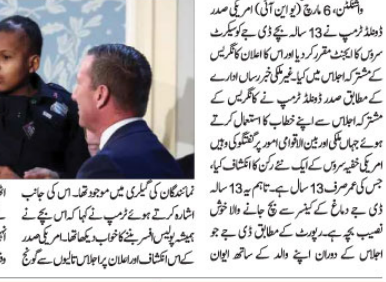 واشنگٹن، 6 مارچ (یو این آئی) امریکی صدر
ڈونلڈ ٹرمپ نے 13 سالہ بچے ڈی جے کو سیکرٹ
سروس کا ایجنٹ مقرر کر دیا اور اس کا اعلان کانگریس
کے مشترکہ اجلاس میں کیا۔ غیر ملکی خبر رساں ادارے
کے مطابق صدر ڈونلڈ ٹرمپ نے کانگریس کے
مشترکہ اجلاس سے اپنے خطاب کا استعمال کرتے
ہوئے جہاں ملکی اور بین الاقوامی امور پر گفتگو کی وہیں
امریکی خفیہ سروس کے ایک نئے رکن کا انکشاف کیا،
جس کی عمر صرف 13 سال ہے۔ تاہم یہ 13 سالہ
ڈی جے دماغ کے کینسر سے بچ جانے والا خوش
نصیب بچہ ہے۔ رپورٹ کے مطابق ڈی جے جو
اجلاس کے دوران اپنے والد کے ساتھ ایوان
نمائندگان کی گیلری میں موجود تھا۔ اس کی جانب
اشارہ کرتے ہوئے ٹرمپ نے کہا کہ اس بچے نے
ہمیشہ پولیس افسر بننے کا خواب دیکھا تھا۔ امریکی صدر
کے اس انکشاف اور اعلان پر اجلاس تالیوں سے گونج